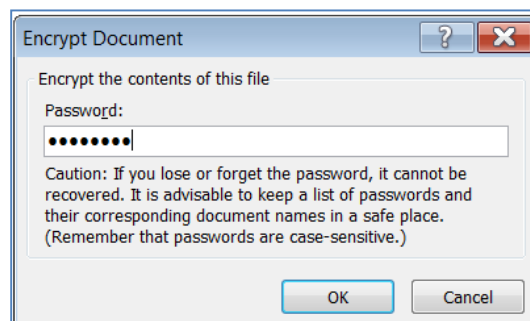 Encrypt Document
Encrypt the contents of this file
Password:
••••••••
Caution: If you lose or forget the password, it cannot be
recovered. It is advisable to keep a list of passwords and
their corresponding document names in a safe place.
(Remember that passwords are case-sensitive.)
OK Cancel